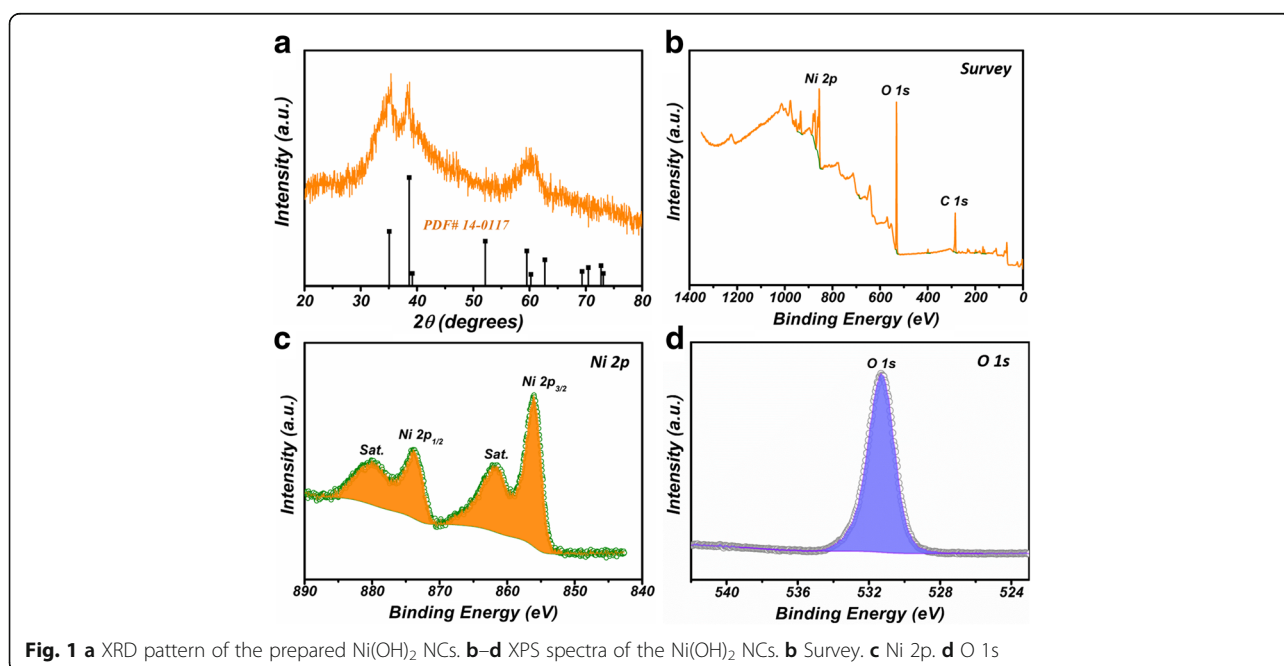 a
Intensity (a.u.)
PDF# 14-0117
20 30 40 50 60 70 80
2θ (degrees)
b
Survey
Ni 2p
O 1s
C 1s
Intensity (a.u.)
1400 1200 1000 800 600 400 200 0
Binding Energy (eV)
c
Ni 2p
Ni 2p3/2
Ni 2p1/2
Sat.
Sat.
Intensity (a.u.)
890 880 870 860 850 840
Binding Energy (eV)
d
O 1s
O 1s
Intensity (a.u.)
540 536 532 528 524
Binding Energy (eV)
Fig. 1 a XRD pattern of the prepared Ni(OH)2 NCs. b–d XPS spectra of the Ni(OH)2 NCs. b Survey. c Ni 2p. d O 1s